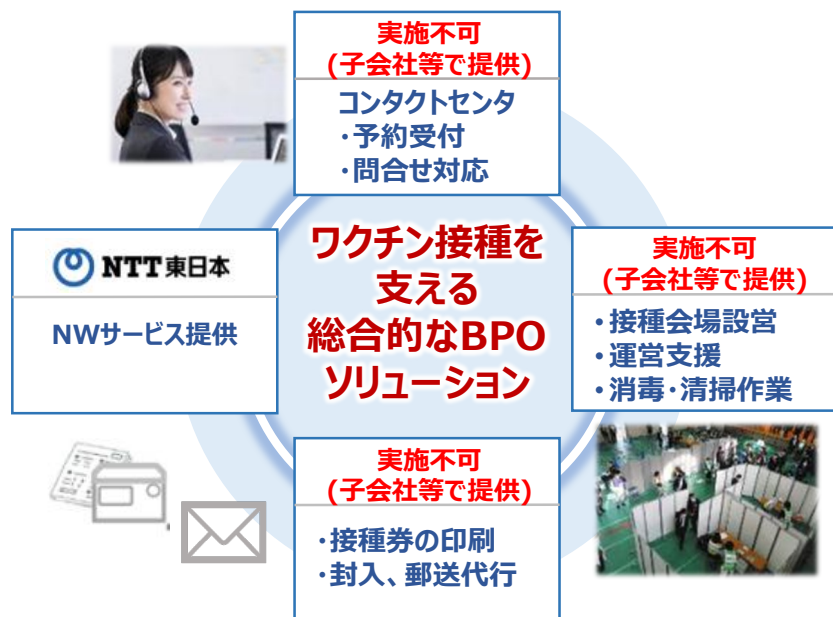 実施不可
(子会社等で提供)
コンタクトセンタ
・予約受付
・問合せ対応
NTT東日本
NWサービス提供
ワクチン接種を
支える
総合的なBPO
ソリューション
実施不可
(子会社等で提供)
・接種会場設営
・運営支援
・消毒・清掃作業
実施不可
(子会社等で提供)
・接種券の印刷
・封入、郵送代行